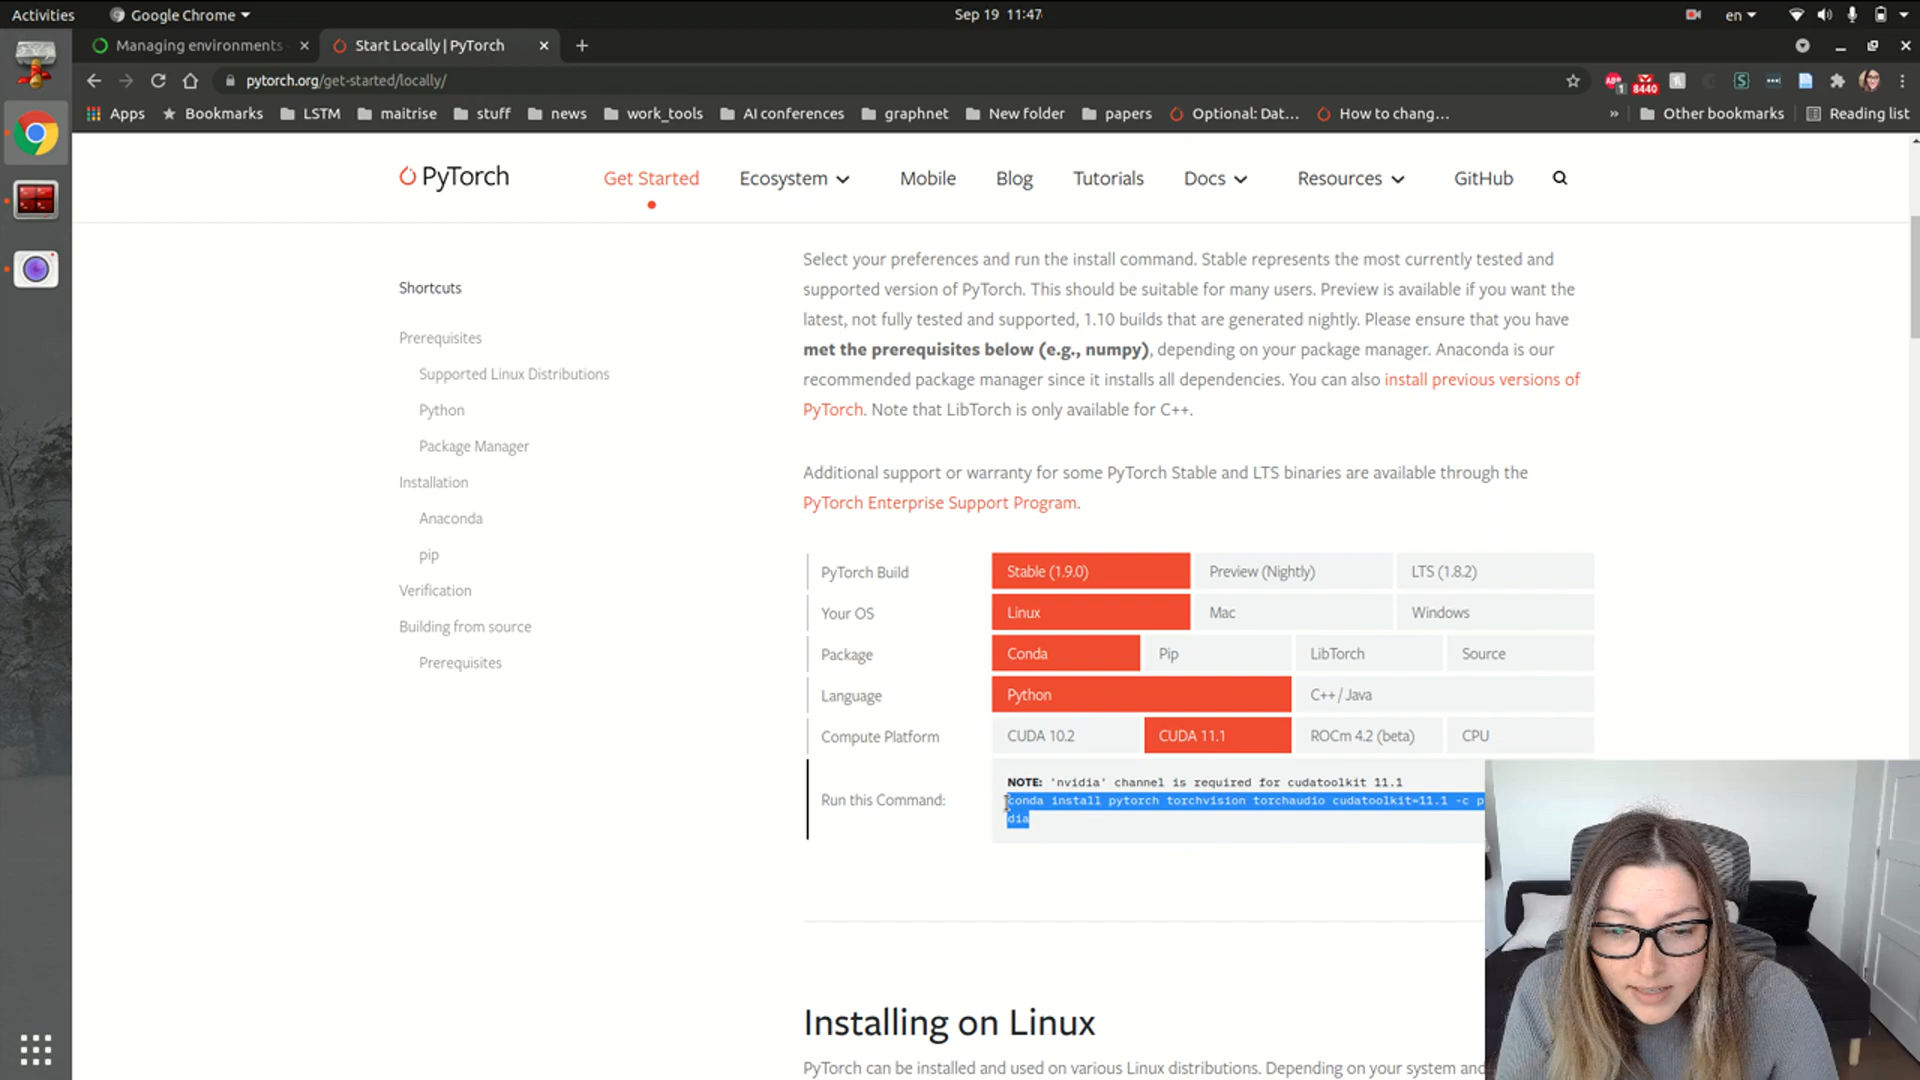 Activities
Google Chrome
Sep 19 11:47
en
Managing environments
Start Locally | PyTorch
pytorch.org/get-started/locally/
ABP
1
8440
Apps
Bookmarks
LSTM
maitrise
stuff
news
work_tools
AI conferences
graphnet
New folder
papers
Optional: Dat...
How to chang...
»
Other bookmarks
Reading list
PyTorch
Get Started
Ecosystem
Mobile
Blog
Tutorials
Docs
Resources
GitHub
Shortcuts
Prerequisites
Supported Linux Distributions
Python
Package Manager
Installation
Anaconda
pip
Verification
Building from source
Prerequisites
Select your preferences and run the install command. Stable represents the most currently tested and
supported version of PyTorch. This should be suitable for many users. Preview is available if you want the
latest, not fully tested and supported, 1.10 builds that are generated nightly. Please ensure that you have
met the prerequisites below (e.g., numpy), depending on your package manager. Anaconda is our
recommended package manager since it installs all dependencies. You can also install previous versions of
PyTorch. Note that LibTorch is only available for C++.
Additional support or warranty for some PyTorch Stable and LTS binaries are available through the
PyTorch Enterprise Support Program.
PyTorch Build
Stable (1.9.0)
Preview (Nightly)
LTS (1.8.2)
Your OS
Linux
Mac
Windows
Package
Conda
Pip
LibTorch
Source
Language
Python
C++ / Java
Compute Platform
CUDA 10.2
CUDA 11.1
ROCm 4.2 (beta)
CPU
Run this Command:
NOTE: 'nvidia' channel is required for cudatoolkit 11.1
conda install pytorch torchvision torchaudio cudatoolkit=11.1 -c p
dia
Installing on Linux
PyTorch can be installed and used on various Linux distributions. Depending on your system and